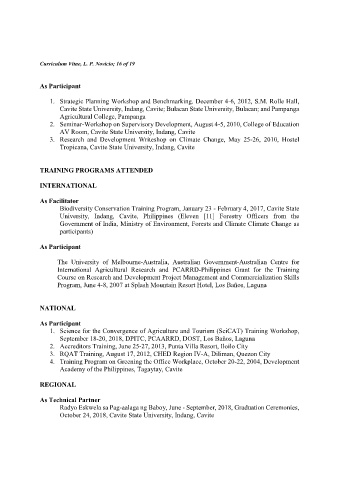 Curriculum Vitae, L. P. Novicio; 16 of 19
As Participant
1. Strategic Planning Workshop and Benchmarking, December 4-6, 2012, S.M. Rolle Hall,
Cavite State University, Indang, Cavite; Bulacan State University, Bulacan; and Pampanga
Agricultural College, Pampanga
2. Seminar-Workshop on Supervisory Development, August 4-5, 2010, College of Education
AV Room, Cavite State University, Indang, Cavite
3. Research and Development Writeshop on Climate Change, May 25-26, 2010, Hostel
Tropicana, Cavite State University, Indang, Cavite
TRAINING PROGRAMS ATTENDED
INTERNATIONAL
As Facilitator
Biodiversity Conservation Training Program, January 23 - February 4, 2017, Cavite State
University, Indang, Cavite, Philippines (Eleven [11] Forestry Officers from the
Government of India, Ministry of Environment, Forests and Climate Climate Change as
participants)
As Participant
The University of Melbourne-Australia, Australian Government-Australian Centre for
International Agricultural Research and PCARRD-Philippines Grant for the Training
Course on Research and Development Project Management and Commercialization Skills
Program, June 4-8, 2007 at Splash Mountain Resort Hotel, Los Baños, Laguna
NATIONAL
As Participant
1. Science for the Convergence of Agriculture and Tourism (SciCAT) Training Workshop,
September 18-20, 2018, DPITC, PCAARRD, DOST, Los Baños, Laguna
2. Accreditors Training, June 25-27, 2013, Punta Villa Resort, Iloilo City
3. RQAT Training, August 17, 2012, CHED Region IV-A, Diliman, Quezon City
4. Training Program on Greening the Office Workplace, October 20-22, 2004, Development
Academy of the Philippines, Tagaytay, Cavite
REGIONAL
As Technical Partner
Radyo Eskwela sa Pag-aalaga ng Baboy, June - September, 2018, Graduation Ceremonies,
October 24, 2018, Cavite State University, Indang, Cavite